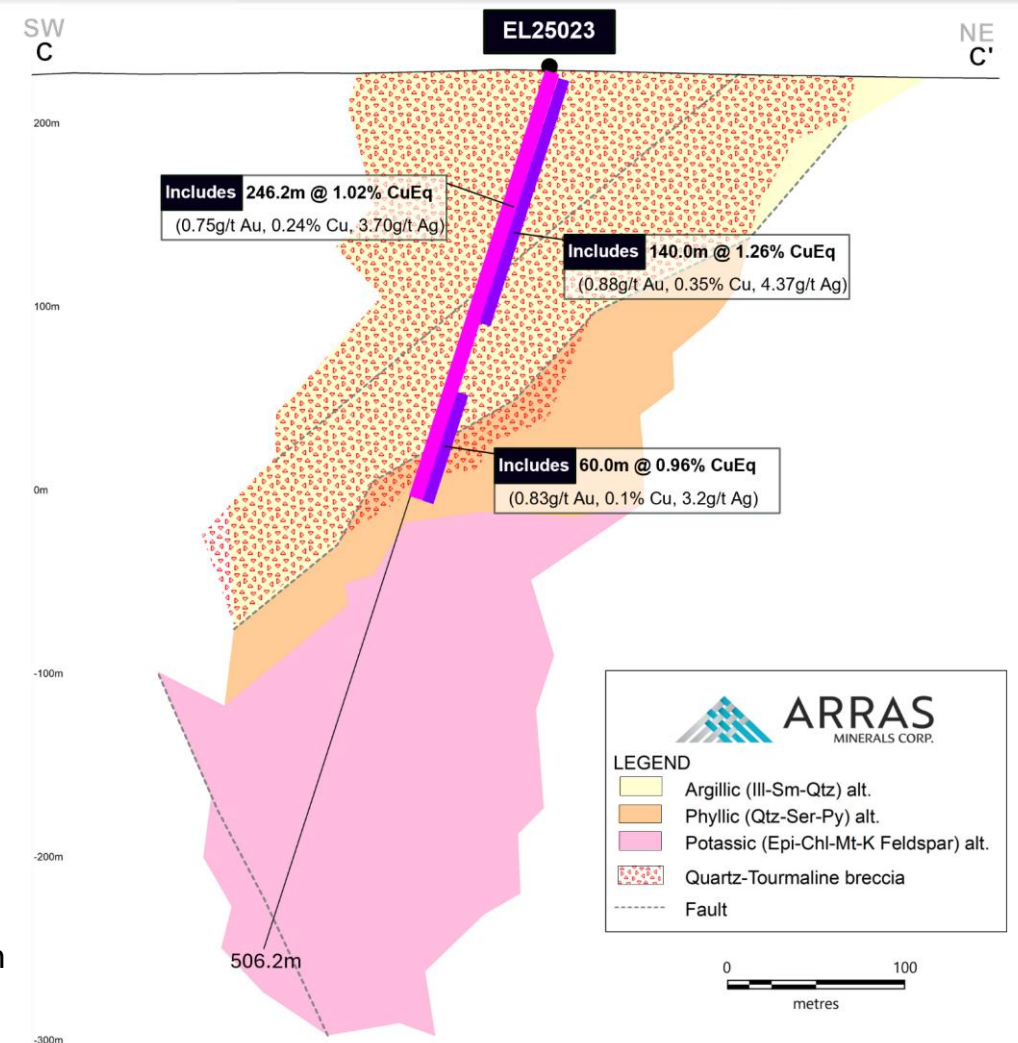 SW
C
EL25023
NE
C'
200m
Includes 246.2m @ 1.02% CuEq
(0.75g/t Au, 0.24% Cu, 3.70g/t Ag)
Includes 140.0m @ 1.26% CuEq
(0.88g/t Au, 0.35% Cu, 4.37g/t Ag)
100m
Includes 60.0m @ 0.96% CuEq
(0.83g/t Au, 0.1% Cu, 3.2g/t Ag)
0m
-100m
ARRAS
MINERALS CORP.
LEGEND
Argillic (Ill-Sm-Qtz) alt.
Phyllic (Qtz-Ser-Py) alt.
Potassic (Epi-Chl-Mt-K Feldspar) alt.
Quartz-Tourmaline breccia
Fault
-200m
506.2m
0 100
metres
-300m